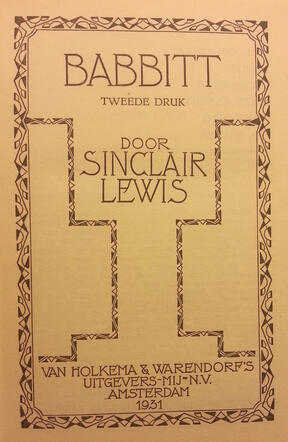 BABBITT
TWEEDE DRUK
DOOR
SINCLAIR
LEWIS
VAN HOLKEMA & WARENDORF'S
UITGEVERS-MIJ-N.V.
AMSTERDAM
1931